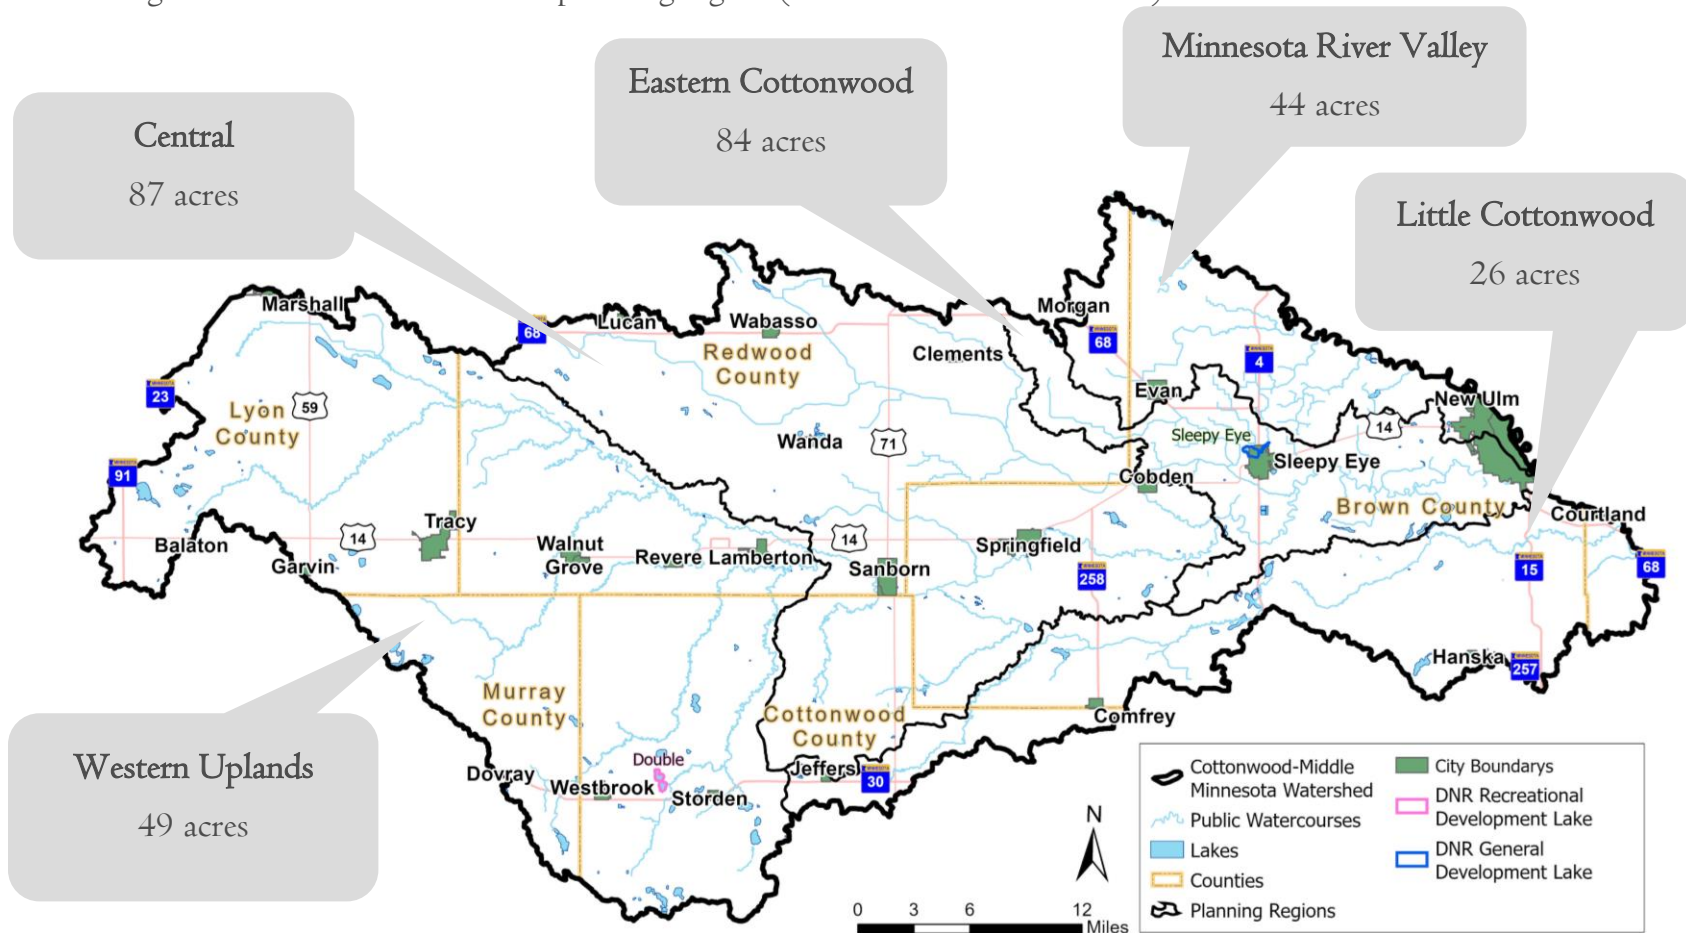 Minnesota River Valley
44 acres
Eastern Cottonwood
84 acres
Central
87 acres
Little Cottonwood
26 acres
Western Uplands
49 acres
Marshall
68
Lucan
Wabasso
Redwood
County
Clements
Morgan
68
4
Evan
New Ulm
23
Lyon
County
59
Wanda
71
14
Sleepy Eye
Sleepy Eye
91
Cobden
Brown County
Courtland
Tracy
14
Balaton
Garvin
Walnut
Grove
Revere
Lamberton
14
Sanborn
Springfield
258
15
68
Hanska
257
Murray
County
Cottonwood
County
Comfrey
Double
Dovray
Westbrook
Storden
Jeffers
30
N
0
3
6
12
Miles
Cottonwood-Middle
Minnesota Watershed
Public Watercourses
Lakes
Counties
Planning Regions
City Boundarys
DNR Recreational
Development Lake
DNR General
Development Lake